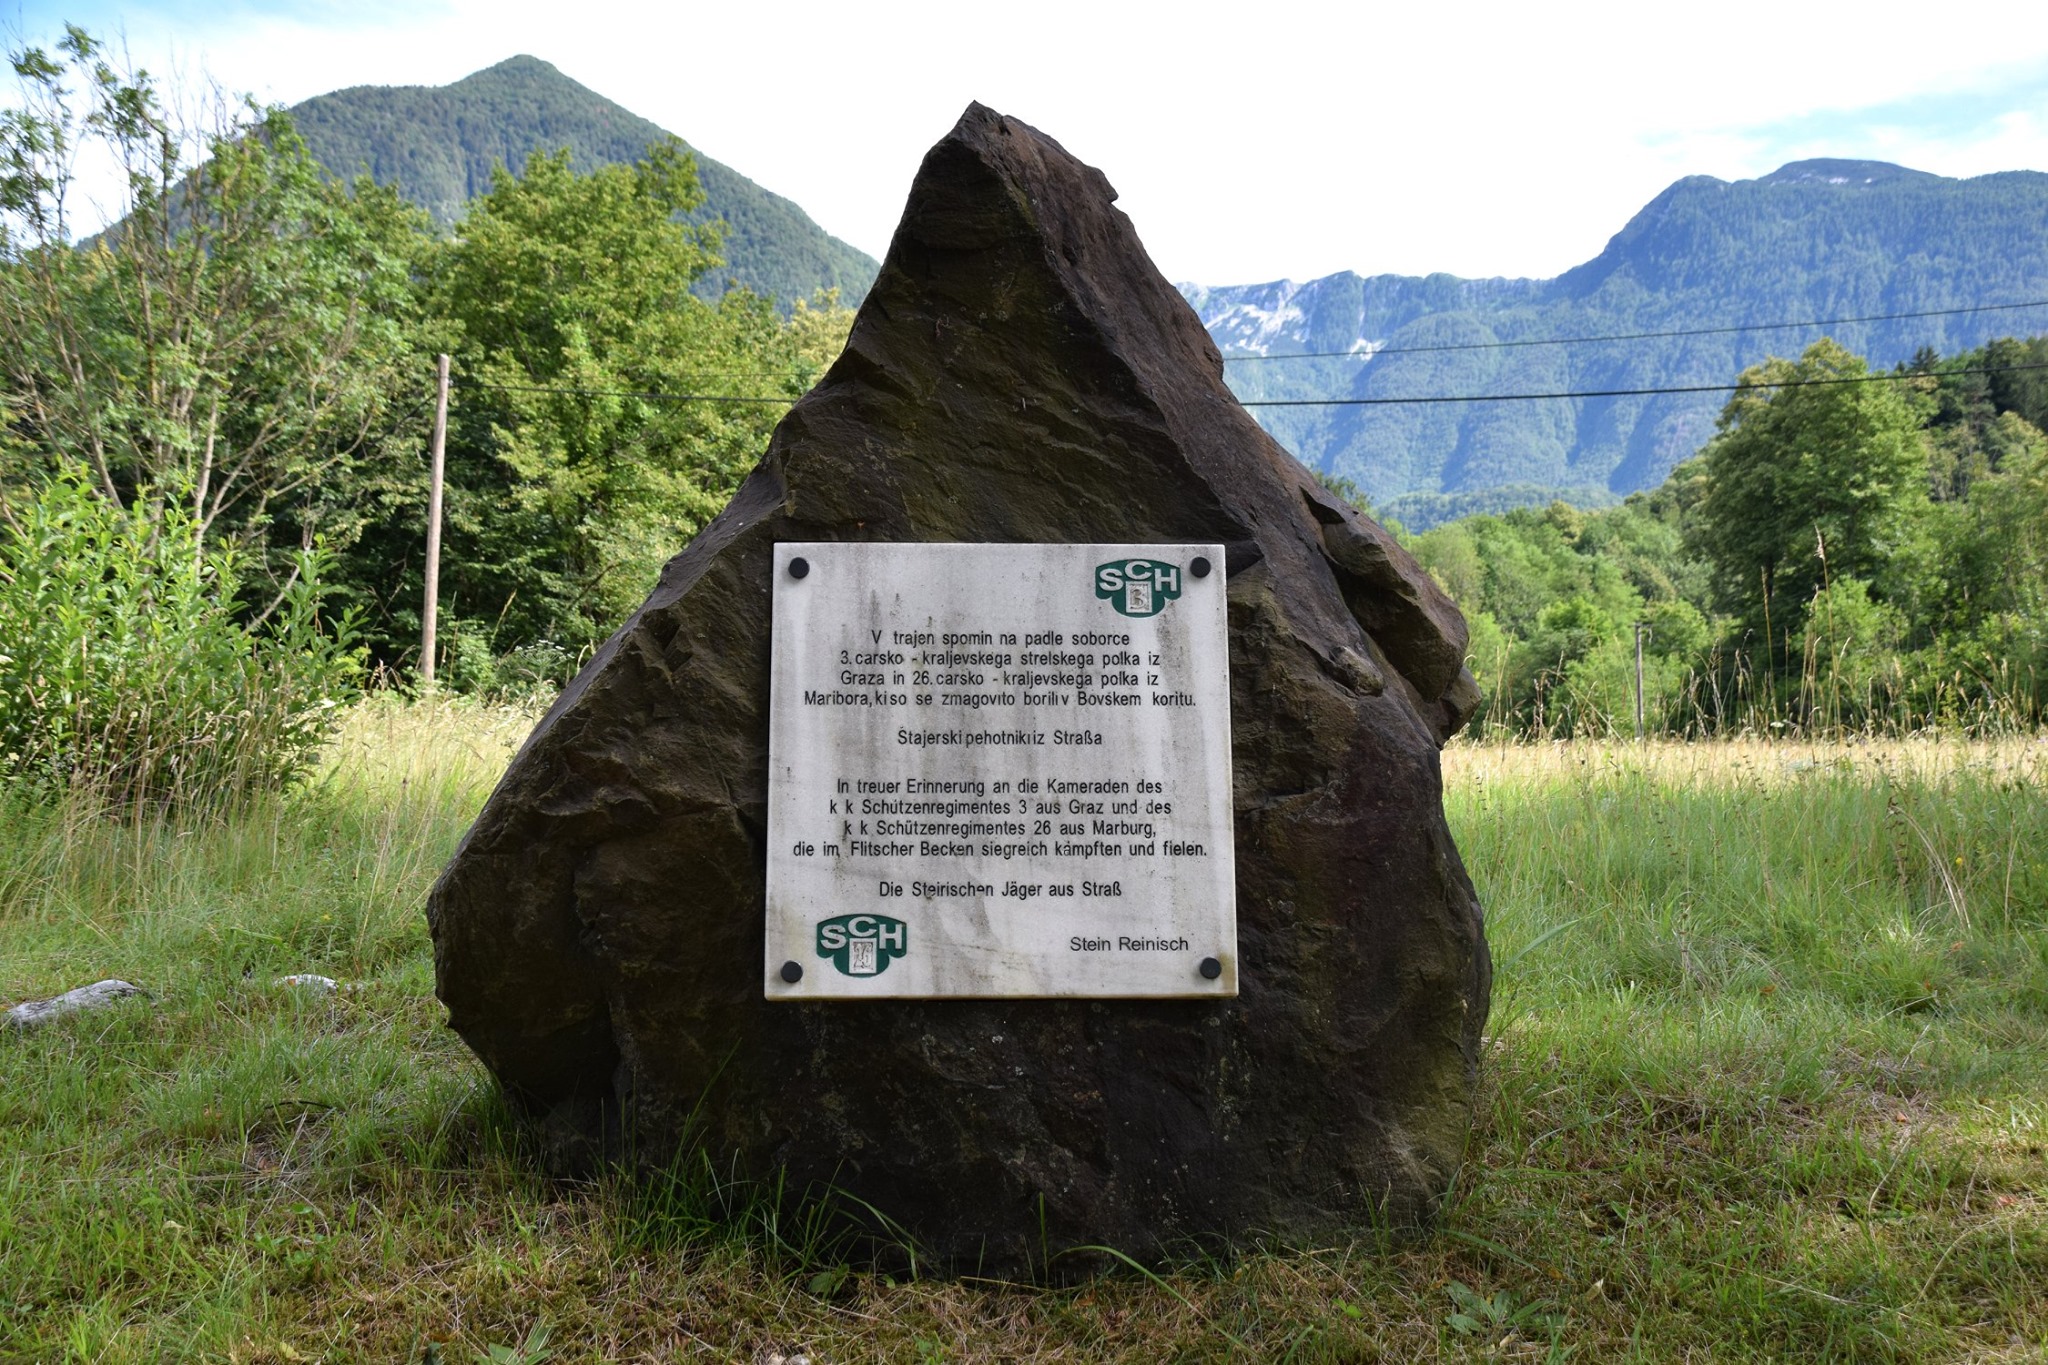 SCH
3
V trajen spomin na padle soborce
3. carsko - kraljevskega strelskega polka iz
Graza in 26. carsko - kraljevskega polka iz
Maribora, ki so se zmagovito borili v Bovškem koritu.
Štajerski pehotniki iz Straßa
In treuer Erinnerung an die Kameraden des
k k Schützenregimentes 3 aus Graz und des
k k Schützenregimentes 26 aus Marburg,
die im Flitscher Becken siegreich kämpften und fielen.
Die Steirischen Jäger aus Straß
SCH
26
Stein Reinisch